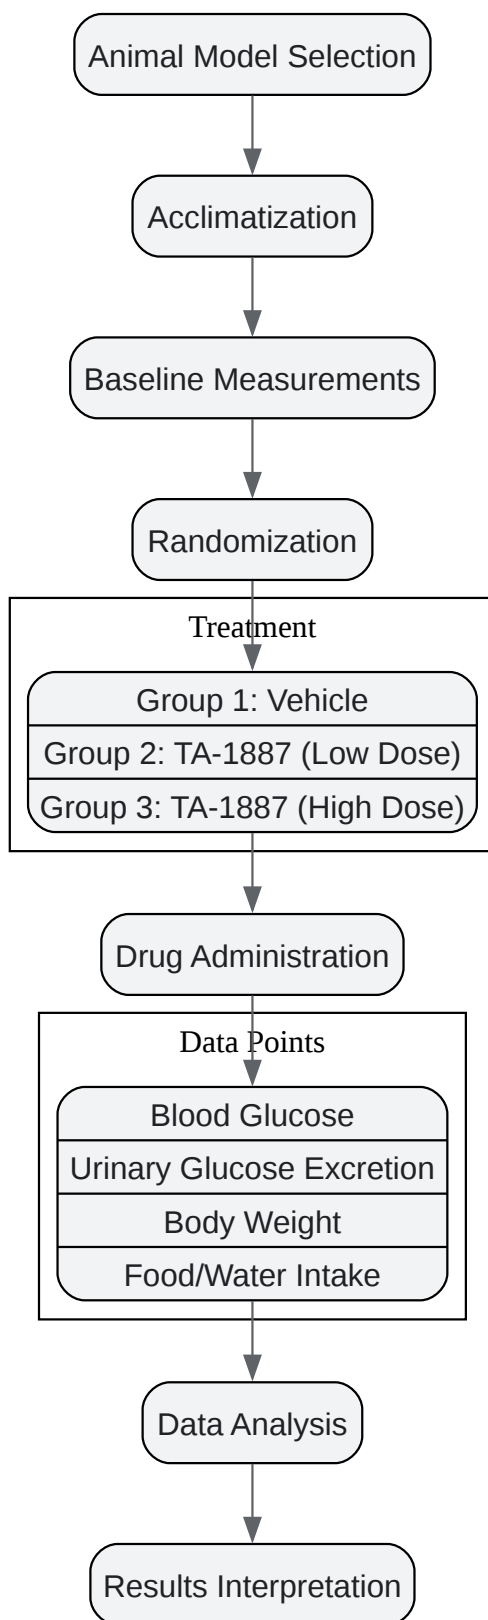 Animal Model Selection
Acclimatization
Baseline Measurements
Randomization
Treatment
Group 1: Vehicle
Group 2: TA-1887 (Low Dose)
Group 3: TA-1887 (High Dose)
Drug Administration
Data Points
Blood Glucose
Urinary Glucose Excretion
Body Weight
Food/Water Intake
Data Analysis
Results Interpretation